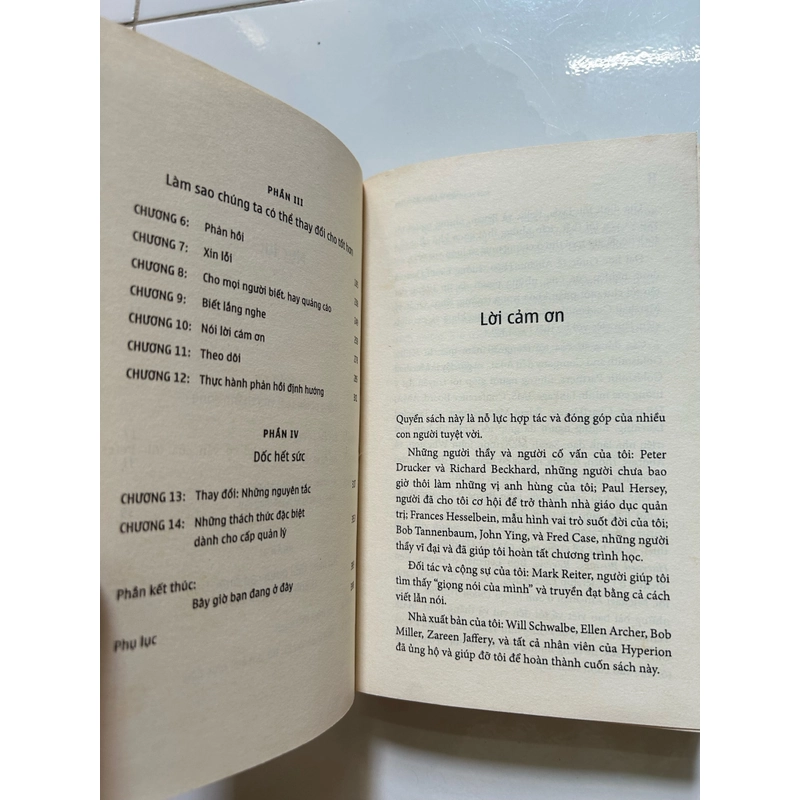 PHẦN III
Làm sao chúng ta có thể thay đổi cho tốt hơn
CHƯƠNG 6: Phản hồi
CHƯƠNG 7: Xin lỗi
CHƯƠNG 8: Cho mọi người biết, hay quảng cáo
CHƯƠNG 9: Biết lắng nghe
CHƯƠNG 10: Nói lời cảm ơn
CHƯƠNG 11: Theo dõi
CHƯƠNG 12: Thực hành phản hồi định hướng
PHẦN IV
Dốc hết sức
CHƯƠNG 13: Thay đổi: Những nguyên tắc
CHƯƠNG 14: Những thách thức đặc biệt
dành cho cấp quản lý
Phần kết thúc:
Bây giờ bạn đang ở đây
Phụ lục
Lời cảm ơn
Quyển sách này là nỗ lực hợp tác và đóng góp của nhiều
con người tuyệt vời.
Những người thầy và người cố vấn của tôi: Peter
Drucker và Richard Beckhard, những người chưa bao
giờ thôi làm những vị anh hùng của tôi; Paul Hersey,
người đã cho tôi cơ hội để trở thành nhà giáo dục quản
trị; Frances Hesselbein, mẫu hình vai trò suốt đời của tôi;
Bob Tannenbaum, John Ying, và Fred Case, những người
thầy vĩ đại và đã giúp tôi hoàn tất chương trình học.
Đối tác và cộng sự của tôi: Mark Reiter, người giúp tôi
tìm thấy “giọng nói của mình” và truyền đạt bằng cả cách
viết lẫn nói.
Nhà xuất bản của tôi: Will Schwalbe, Ellen Archer, Bob
Miller, Zareen Jaffery, và tất cả nhân viên của Hyperion
đã ủng hộ và giúp đỡ tôi để hoàn thành cuốn sách này.